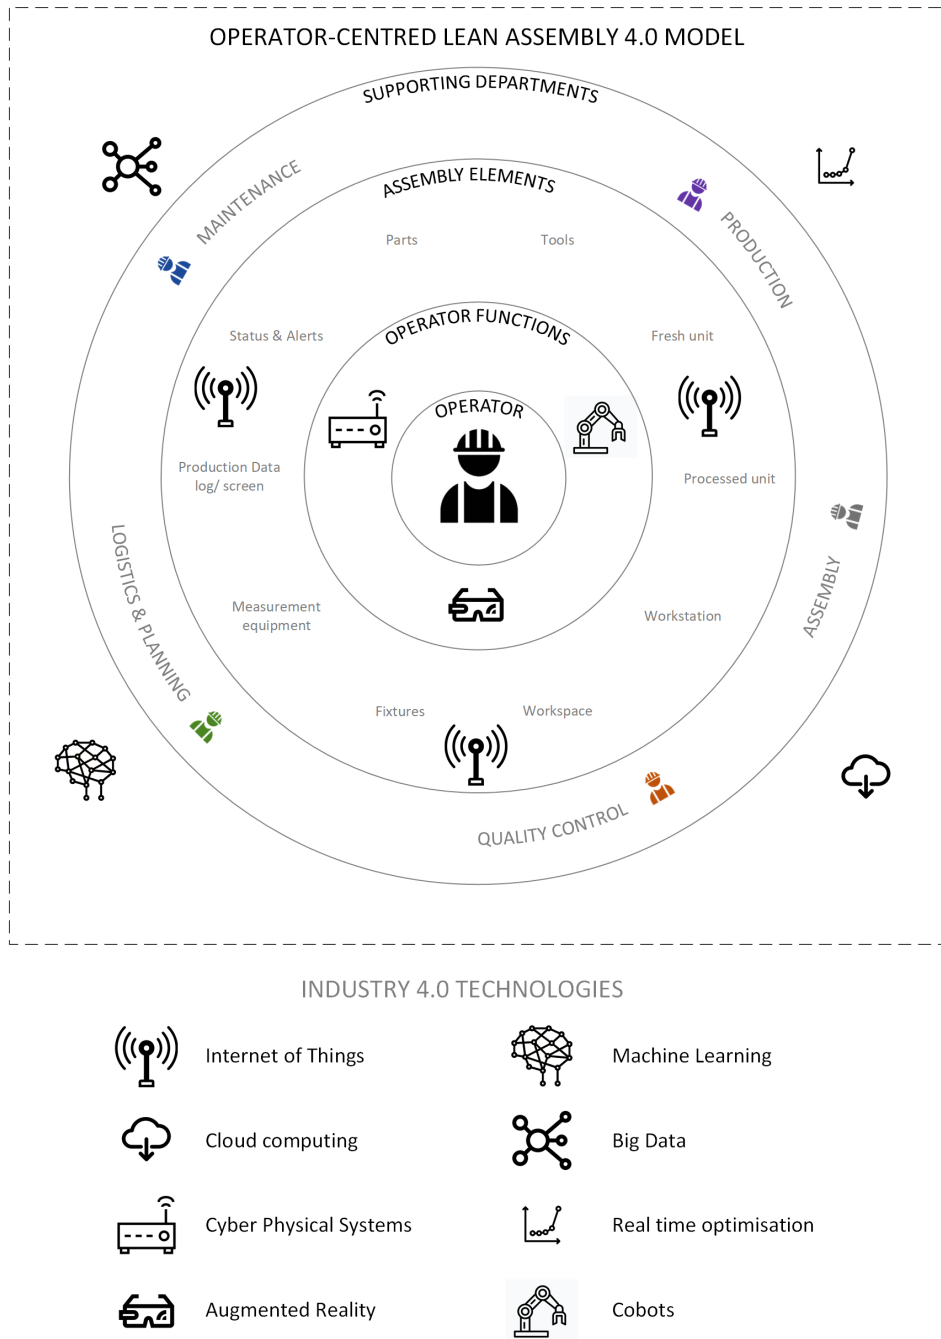 OPERATOR-CENTRED LEAN ASSEMBLY 4.0 MODEL
SUPPORTING DEPARTMENTS
MAINTENANCE
ASSEMBLY ELEMENTS
PRODUCTION
Parts
Tools
OPERATOR FUNCTIONS
Status & Alerts
Fresh unit
OPERATOR
Production Data
log/ screen
Processed unit
LOGISTICS & PLANNING
ASSEMBLY
Measurement
equipment
Workstation
Fixtures
Workspace
QUALITY CONTROL
INDUSTRY 4.0 TECHNOLOGIES
Internet of Things
Machine Learning
Cloud computing
Big Data
Cyber Physical Systems
Real time optimisation
Augmented Reality
Cobots